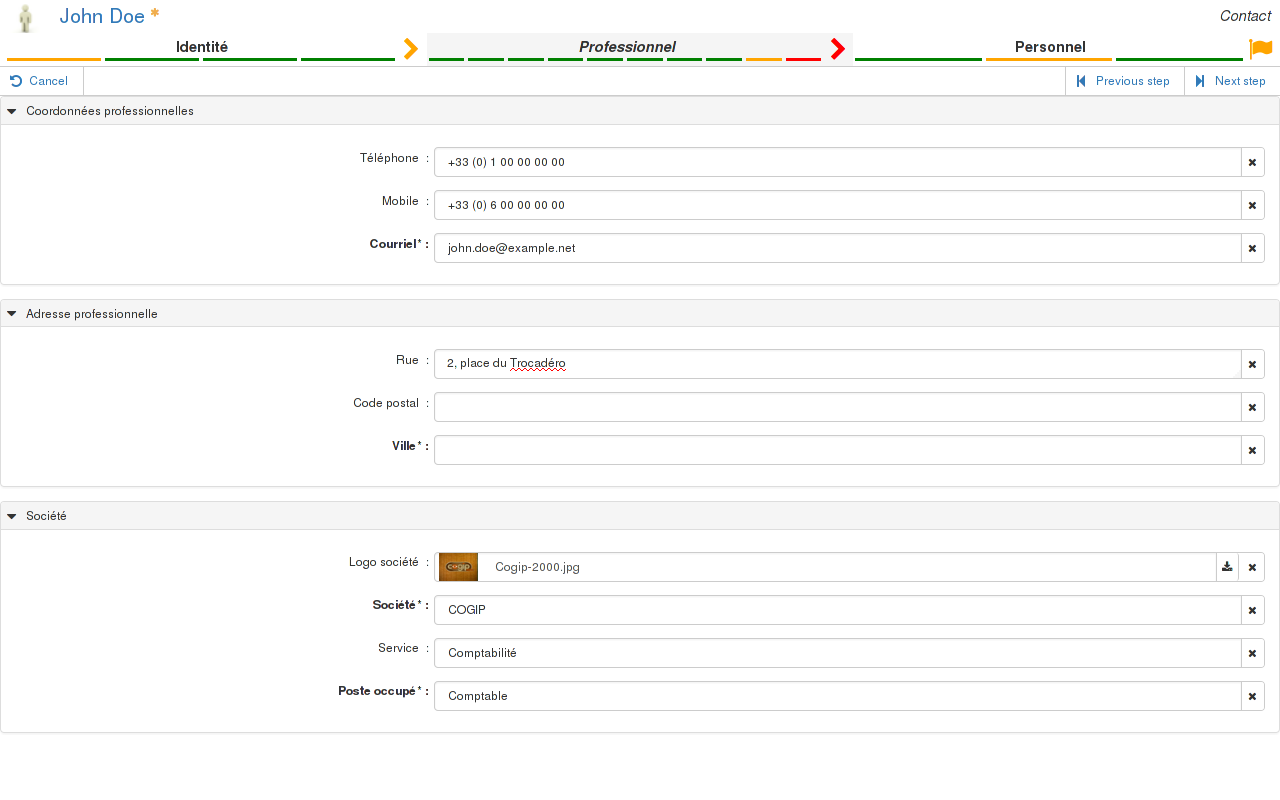 John Doe *
Contact
Identité
Professionnel
Personnel
Cancel
Previous step
Next step
Coordonnées professionnelles
Téléphone :
+33 (0) 1 00 00 00 00
Mobile :
+33 (0) 6 00 00 00 00
Courriel* :
john.doe@example.net
Adresse professionnelle
Rue :
2, place du Trocadéro
Code postal :
Ville* :
Société
Logo société :
cogip
Cogip-2000.jpg
Société* :
COGIP
Service :
Comptabilité
Poste occupé* :
Comptable